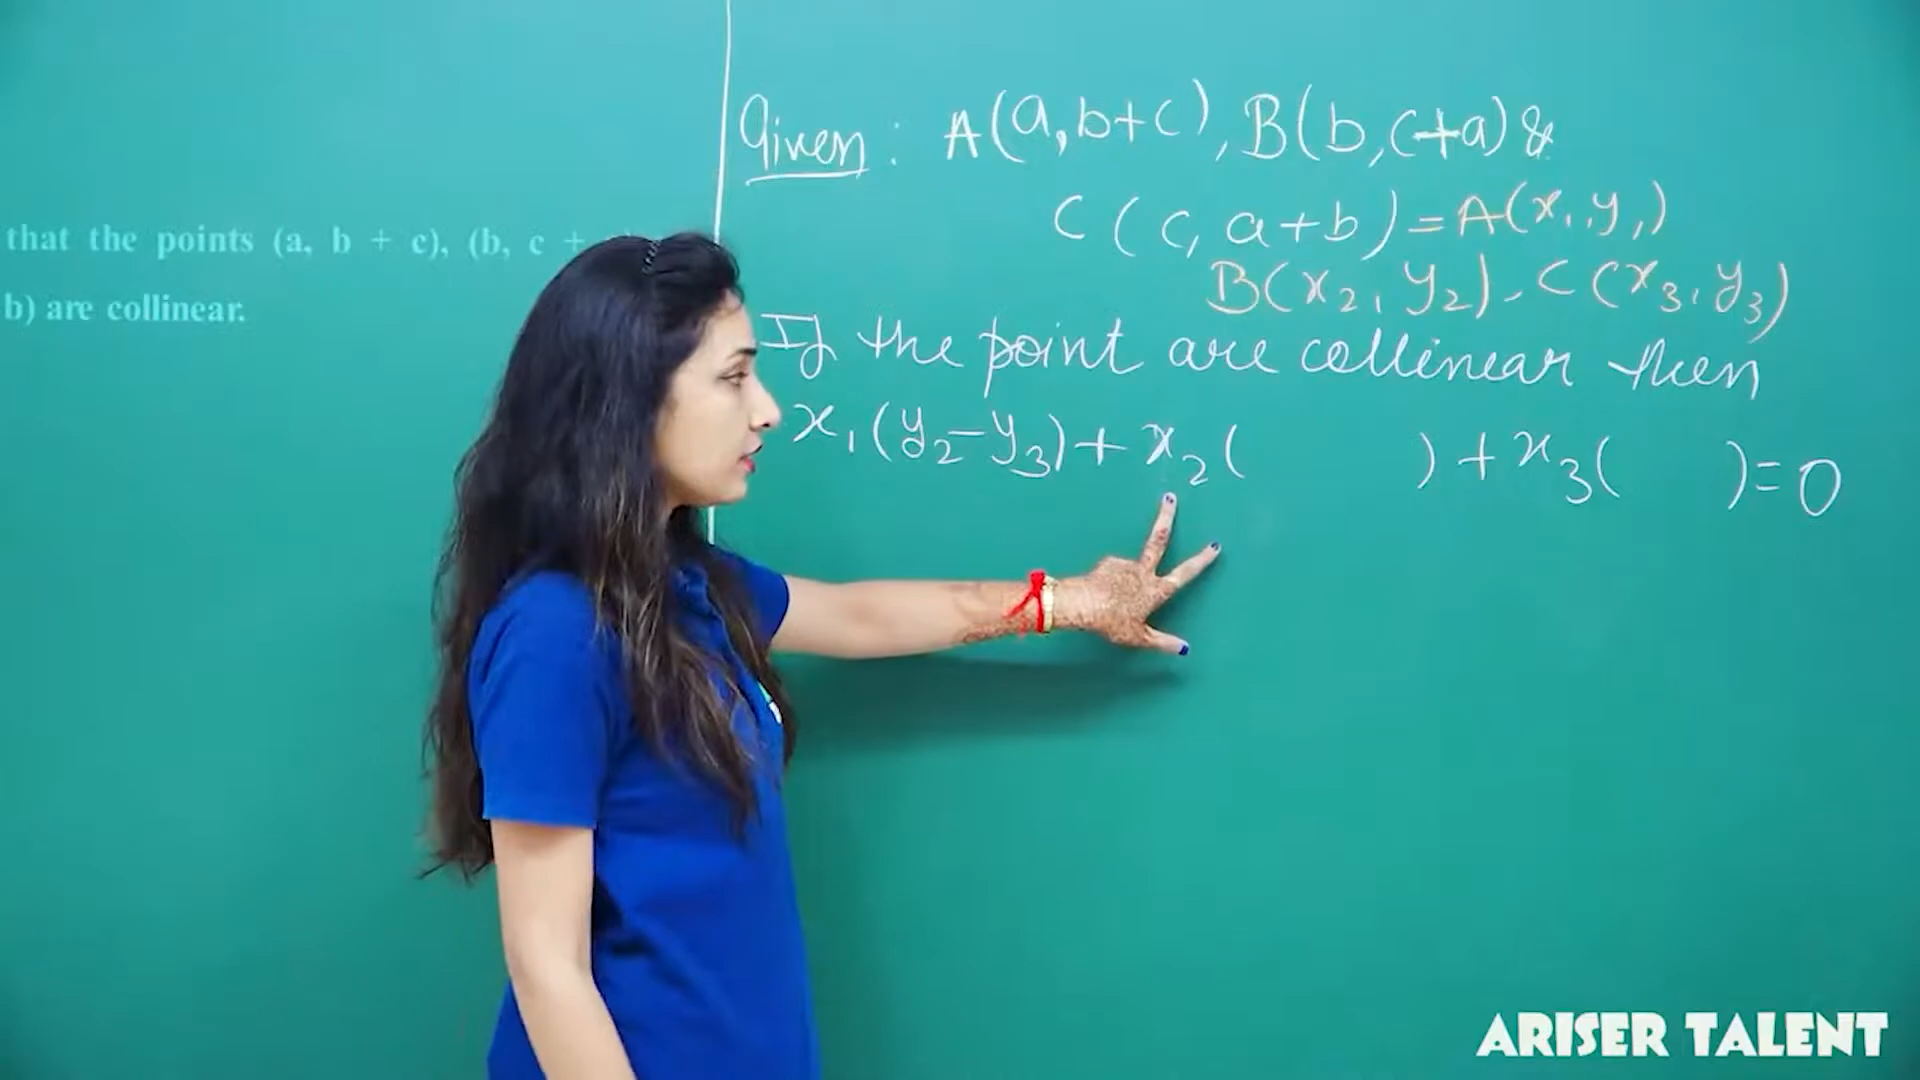 that the points (a, b + c), (b, c +
b) are collinear.
Given : A(a, b+c), B(b, c+a) &
C(c, a+b) = A(x₁, y₁)
B(x₂, y₂), C(x₃, y₃)
If the point are collinear then
x₁(y₂-y₃)+x₂( )+x₃( )=0
ARISER TALENT